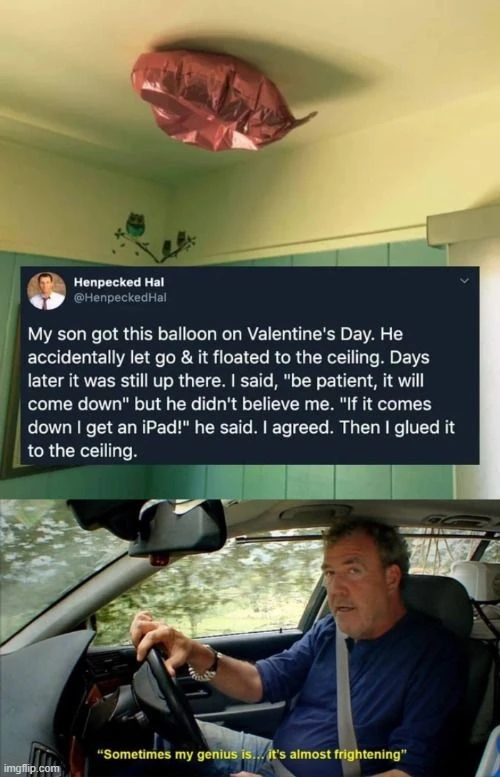 Henpecked Hal
@HenpeckedHal
My son got this balloon on Valentine's Day. He
accidentally let go & it floated to the ceiling. Days
later it was still up there. I said, "be patient, it will
come down" but he didn't believe me. "If it comes
down I get an iPad!" he said. I agreed. Then I glued it
to the ceiling.
“Sometimes my genius is... it's almost frightening”
imgflip.com